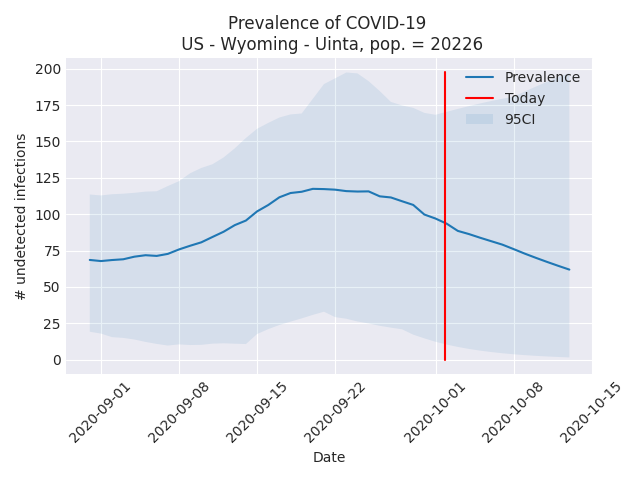 Prevalence of COVID-19
US - Wyoming - Uinta, pop. = 20226
Prevalence
Today
95CI
200
175
150
125
100
75
50
25
0
# undetected infections
2020-09-01
2020-09-08
2020-09-15
2020-09-22
2020-10-01
2020-10-08
2020-10-15
Date